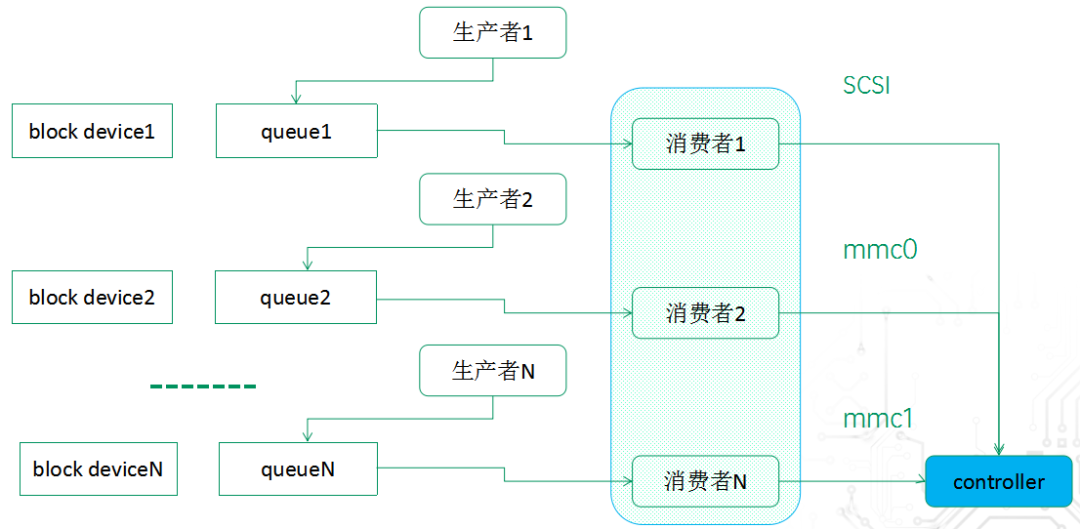 生产者1
SCSI
block device1
queue1
消费者1
生产者2
mmc0
block device2
queue2
消费者2
生产者N
mmc1
block deviceN
queueN
消费者N
controller